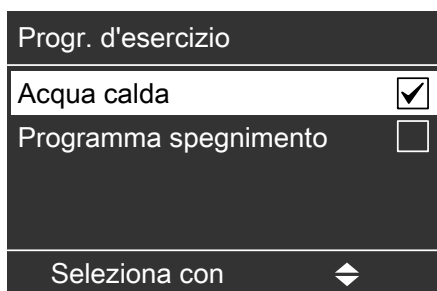 Progr. d'esercizio
Acqua calda
Programma spegnimento
Seleziona con